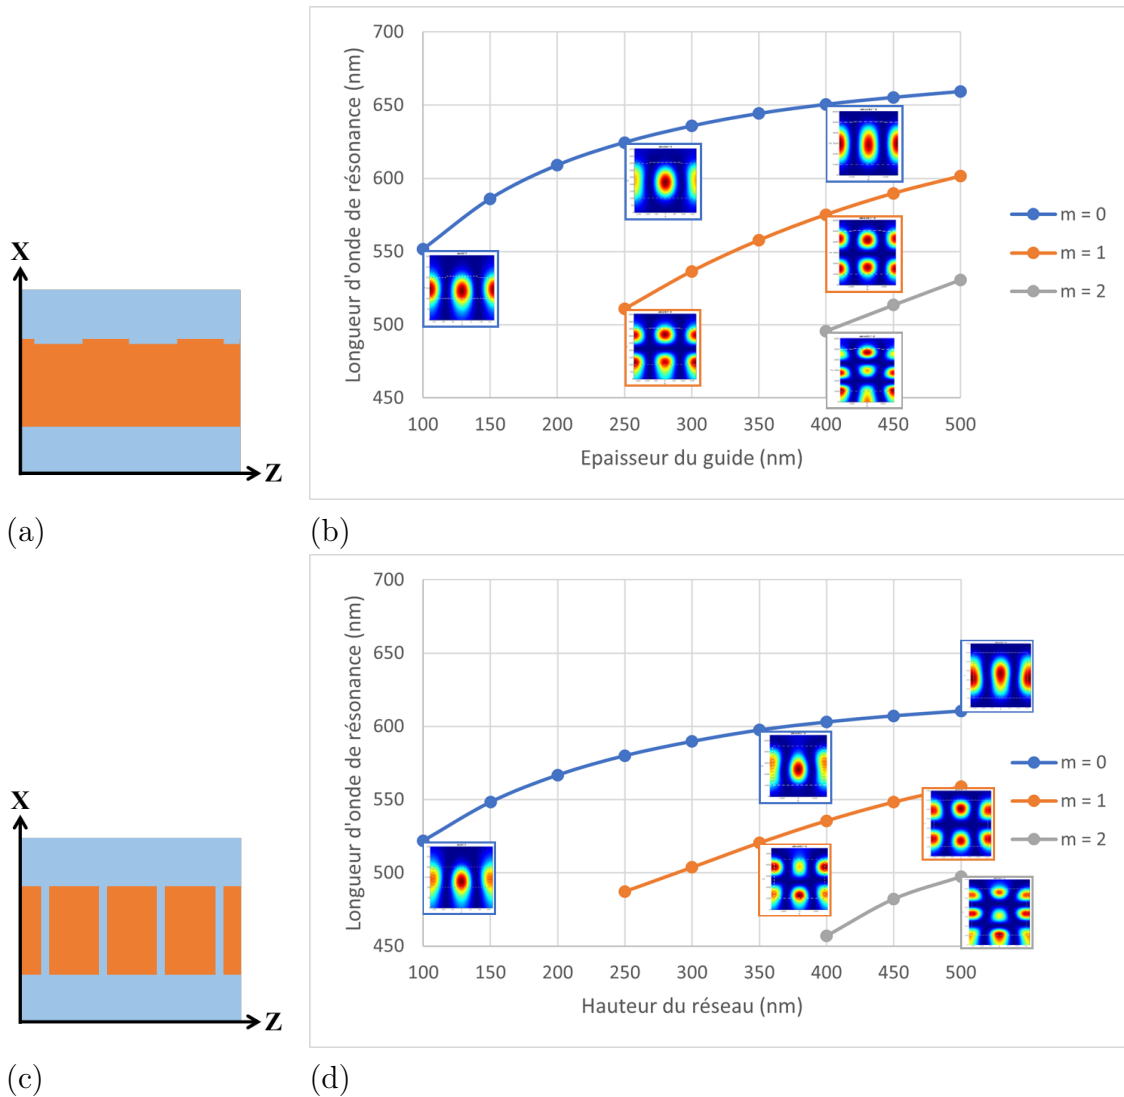 X
Z
(a)
700
650
600
550
500
450
Longueur d'onde de résonance (nm)
100 150 200 250 300 350 400 450 500
Epaisseur du guide (nm)
m = 0
m = 1
m = 2
(b)
X
Z
(c)
700
650
600
550
500
450
Longueur d'onde de résonance (nm)
100 150 200 250 300 350 400 450 500
Hauteur du réseau (nm)
m = 0
m = 1
m = 2
(d)